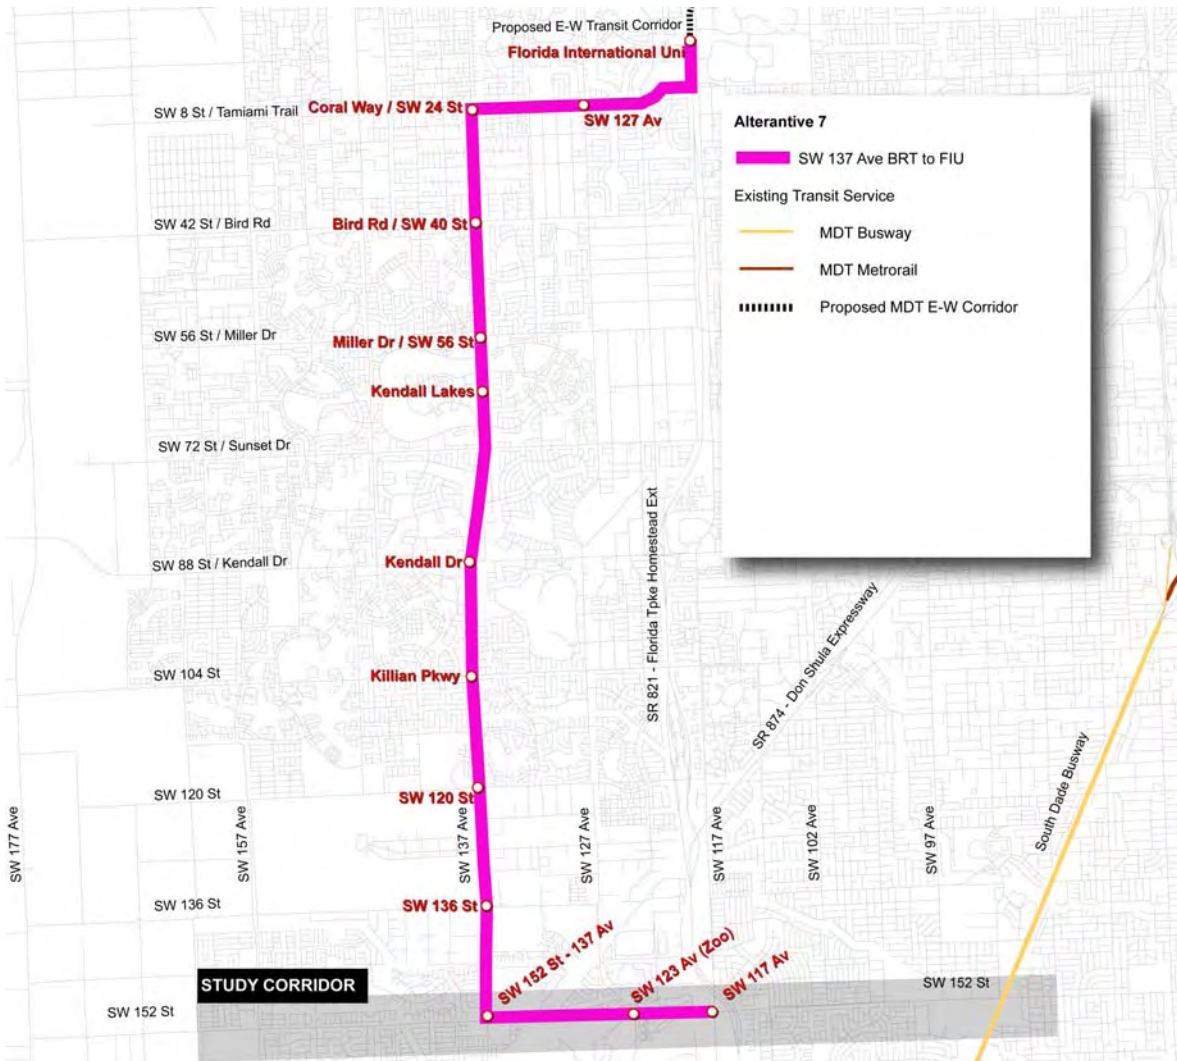 Proposed E-W Transit Corridor
Florida International Uni
SW 8 St / Tamiami Trail
Coral Way / SW 24 St
SW 127 Av
Alterantive 7
SW 137 Ave BRT to FIU
Existing Transit Service
MDT Busway
MDT Metrorail
Proposed MDT E-W Corridor
SW 42 St / Bird Rd
Bird Rd / SW 40 St
SW 56 St / Miller Dr
Miller Dr / SW 56 St
Kendall Lakes
SW 72 St / Sunset Dr
SW 88 St / Kendall Dr
Kendall Dr
SR 821 - Florida Tpke Homestead Ext
SR 874 - Don Shula Expressway
SW 104 St
Killian Pkwy
SW 120 St
SW 120 St
South Dade Busway
SW 177 Ave
SW 157 Ave
SW 137 Ave
SW 127 Ave
SW 117 Ave
SW 102 Ave
SW 97 Ave
SW 136 St
SW 136 St
SW 152 St - 137 Av
SW 123 Av (Zoo)
SW 117 Av
STUDY CORRIDOR
SW 152 St
SW 152 St